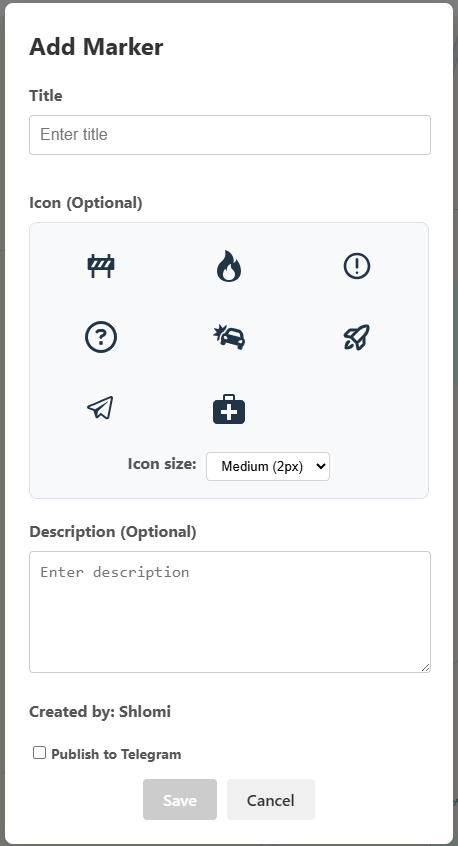 Add Marker
Title
Enter title
Icon (Optional)
Icon size: Medium (2px)
Description (Optional)
Enter description
Created by: Shlomi
Publish to Telegram
Save Cancel